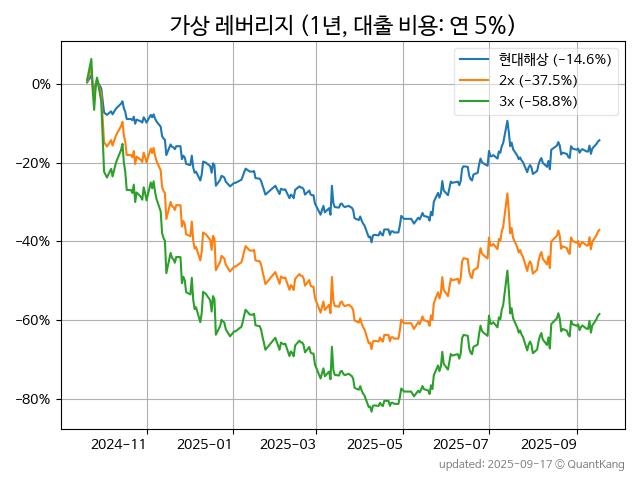 가상 레버리지 (1년, 대출 비용: 연 5%)
현대해상 (−14.6%)
2x (−37.5%)
3x (−58.8%)
0%
−20%
−40%
−60%
−80%
2024-11
2025-01
2025-03
2025-05
2025-07
2025-09
updated: 2025-09-17 © QuantKang